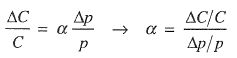 ΔC/C = α Δp/p → α = (ΔC/C)/(Δp/p)